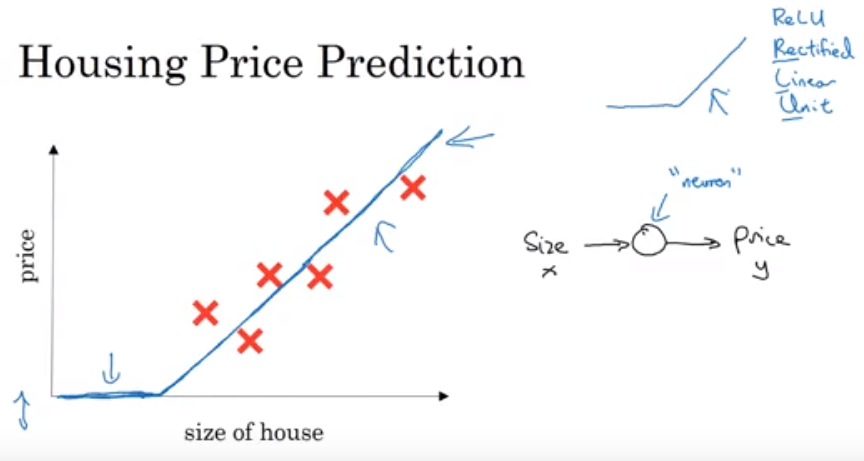 Housing Price Prediction
ReLU
Rectified
Linear
Unit
price
size of house
"neuron"
Size
x
Price
y